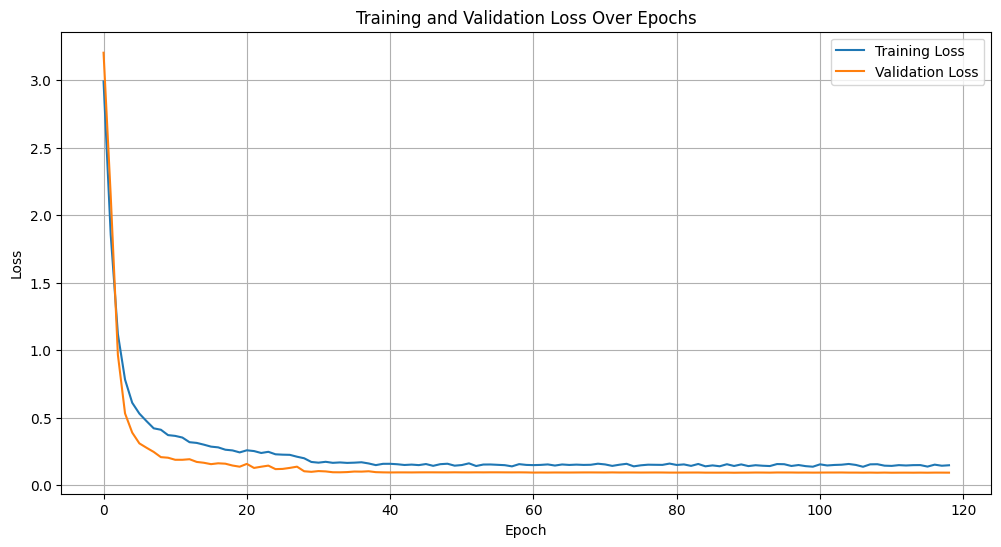 Training and Validation Loss Over Epochs
Training Loss
Validation Loss
Loss
3.0
2.5
2.0
1.5
1.0
0.5
0.0
0 20 40 60 80 100 120
Epoch